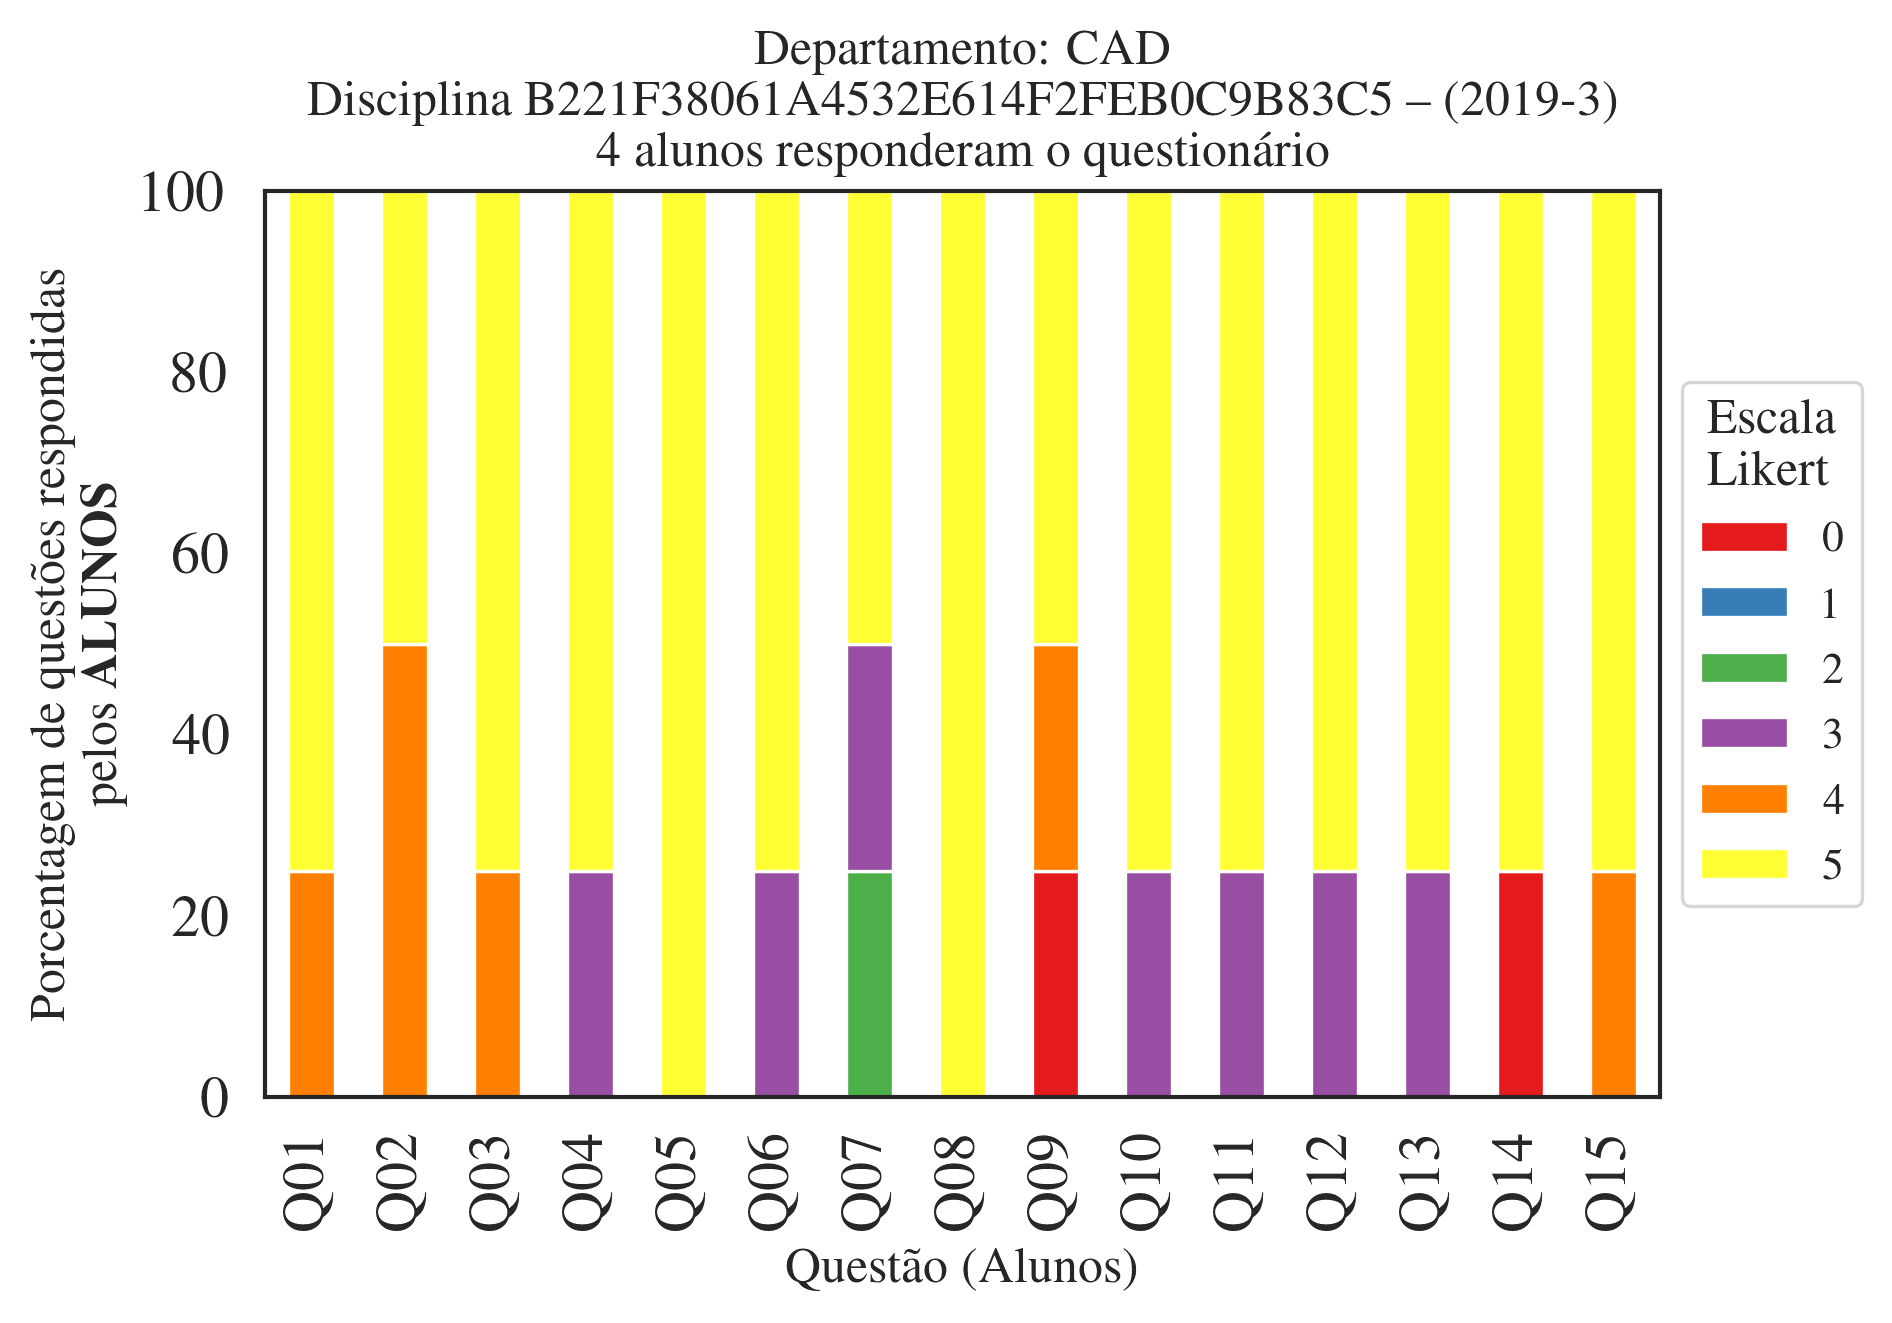 Departamento: CAD
Disciplina B221F38061A4532E614F2FEB0C9B83C5 – (2019-3)
4 alunos responderam o questionário
Porcentagem de questões respondidas
pelos ALUNOS
100
80
60
40
20
0
Q01
Q02
Q03
Q04
Q05
Q06
Q07
Q08
Q09
Q10
Q11
Q12
Q13
Q14
Q15
Questão (Alunos)
Escala
Likert
0
1
2
3
4
5